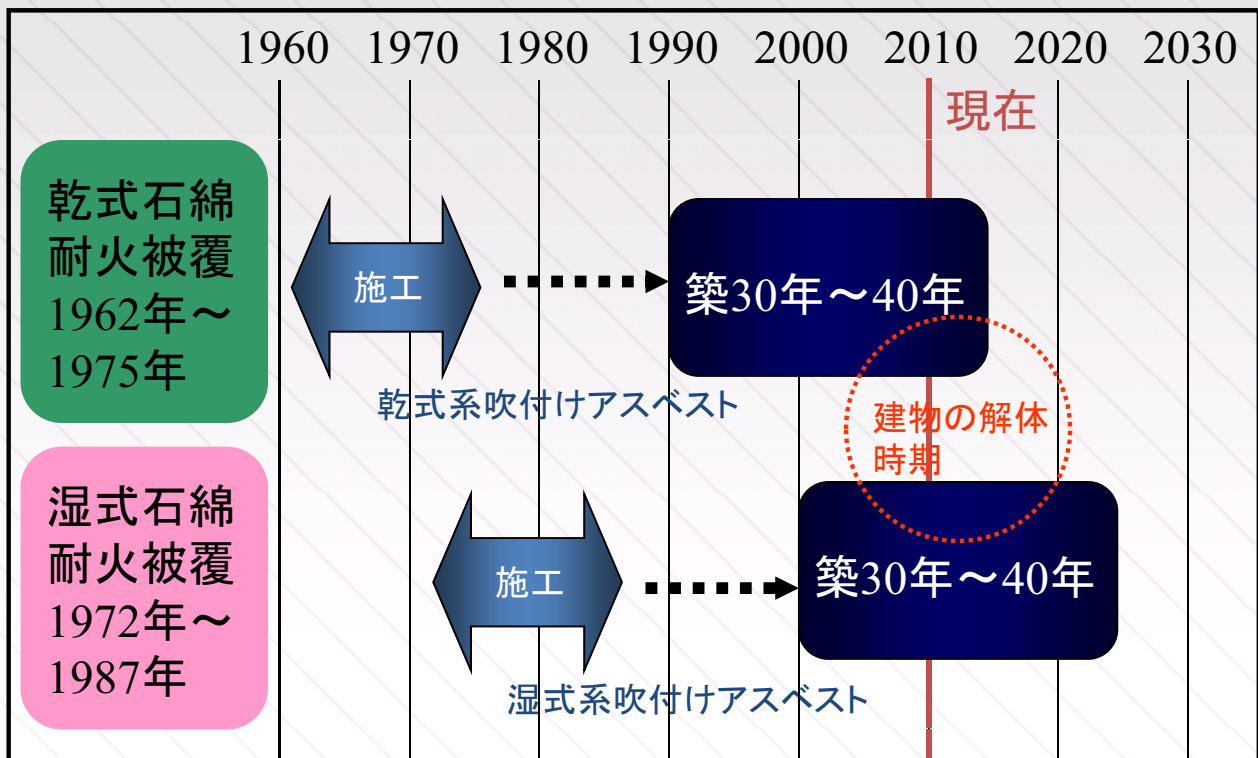 1960 1970 1980 1990 2000 2010 2020 2030
現在
乾式石綿
耐火被覆
1962年～
1975年
施工
築30年～40年
乾式系吹付けアスベスト
建物の解体
時期
湿式石綿
耐火被覆
1972年～
1987年
施工
築30年～40年
湿式系吹付けアスベスト